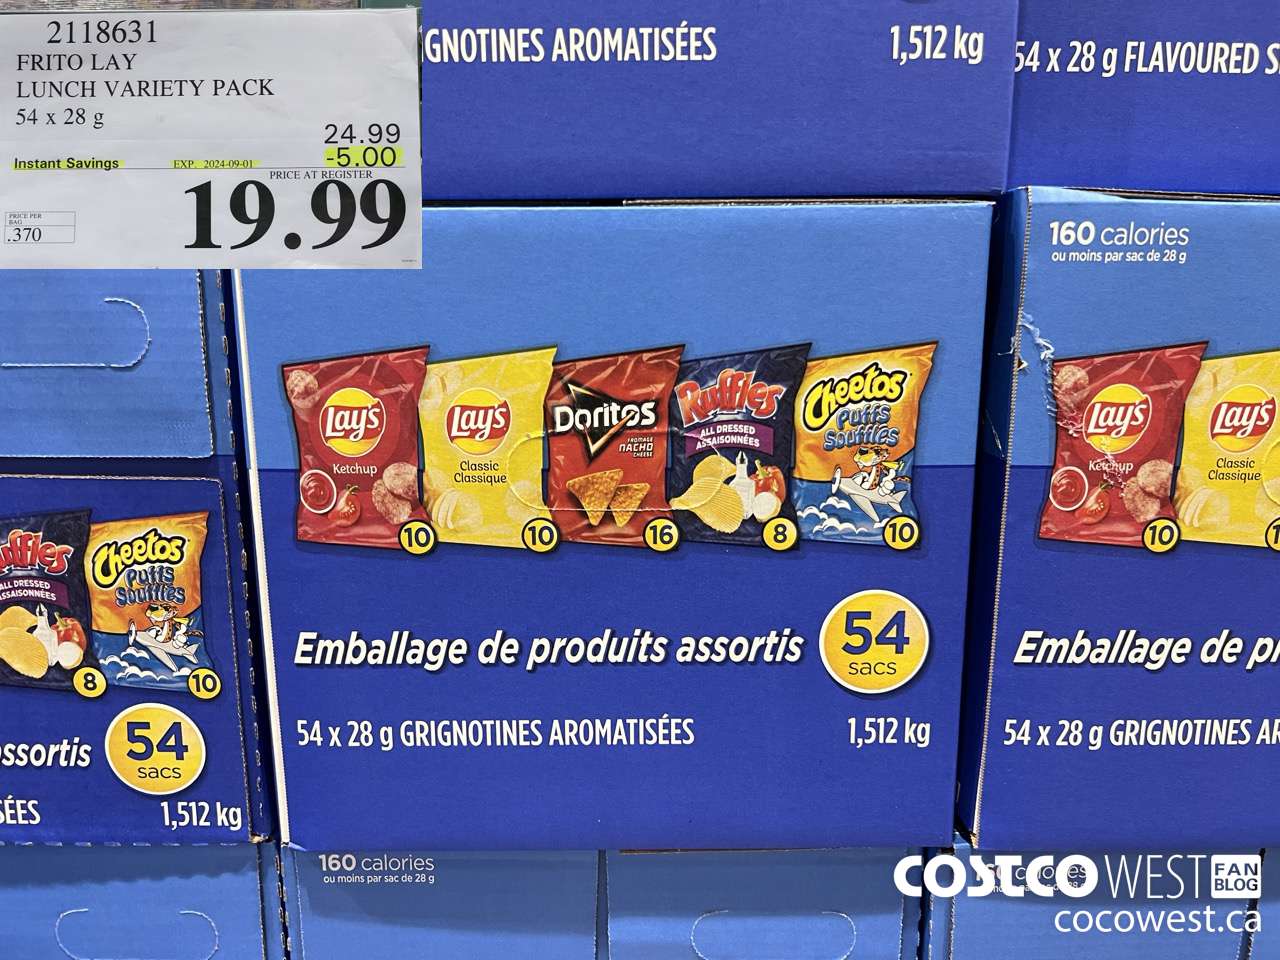 2118631
FRITO LAY
LUNCH VARIETY PACK
54 x 28 g
24.99
Instant Savings EXP. 2024-09-01 -5.00
PRICE AT REGISTER
19.99
PRICE PER
BAG
.370
GNOTINES AROMATISÉES 1,512 kg
54 x 28 g FLAVOURED S
160 calories
ou moins par sac de 28 g
Lay's
Ketchup
10
Lay's
Classic
Classique
10
Doritos
FROMAGE
NACHO
CHEESE
16
Ruffles
ALL DRESSED
ASSAISONNÉES
8
Cheetos
Puffs
Soufflés
10
Emballage de produits assortis
54
sacs
54 x 28 g GRIGNOTINES AROMATISÉES 1,512 kg
Lay's
Ketchup
10
Lay's
Classic
Classique
1
Emballage de p
54 x 28 g GRIGNOTINES AR
uffles
ALL DRESSED
ASSAISONNÉES
8
Cheetos
Puffs
Soufflés
10
ssortis
54
sacs
SÉES 1,512 kg
160 calories
ou moins par sac de 28 g
COSTCO WEST FAN BLOG
cocowest.ca